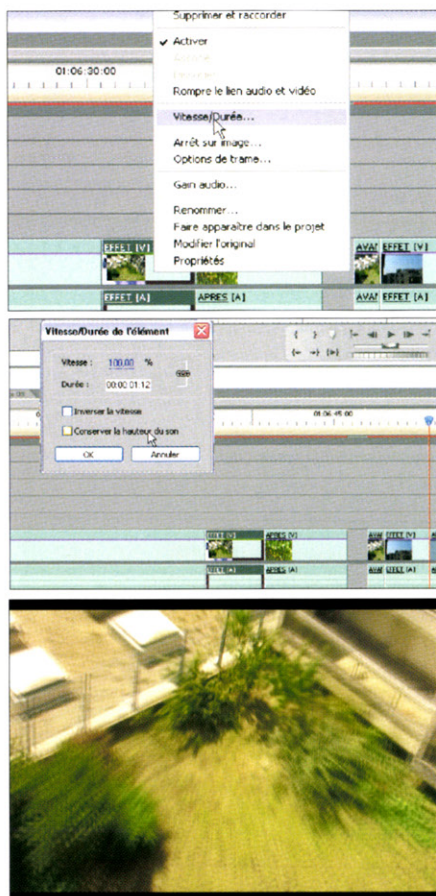 Supprimer et raccorder
Activer
Rompre le lien audio et vidéo
Vitesse/Durée...
Arrêt sur image...
Options de trame...
Gain audio...
Renommer...
Faire apparaître dans le projet
Modifier l'original
Propriétés
01:06:30:00
EFFET [V]
AVAN EFFET [V]
EFFET [A]
APRES [A]
AVAN EFFET [A]
Vitesse/Durée de l'élément
Vitesse : 100.00 %
Durée : 00:00:01:12
Inverser la vitesse
Conserver la hauteur du son
OK Annuler
01:06:45:00
APRES [V]
APRES [A]